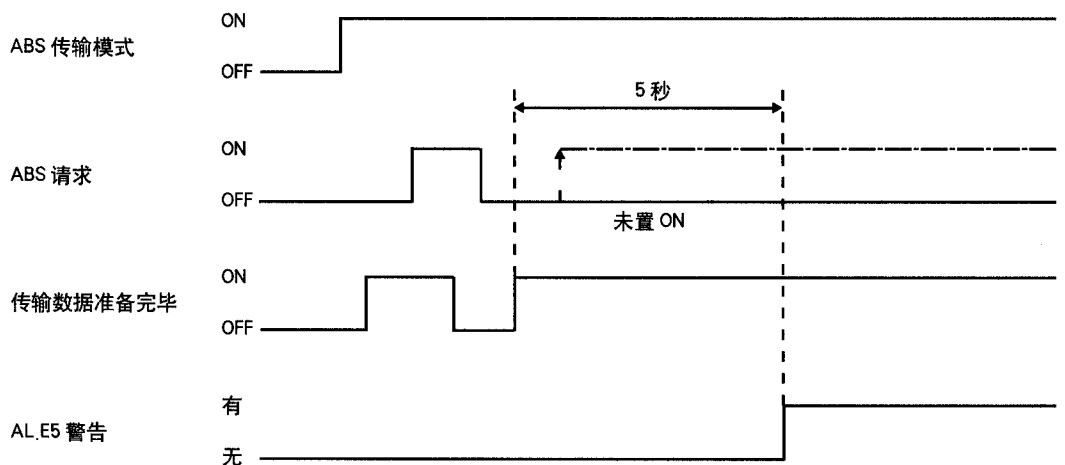 ON
ABS 传输模式
OFF
5 秒
ON
ABS 请求
OFF
未置 ON
ON
传输数据准备完毕
OFF
有
AL.E5 警告
无